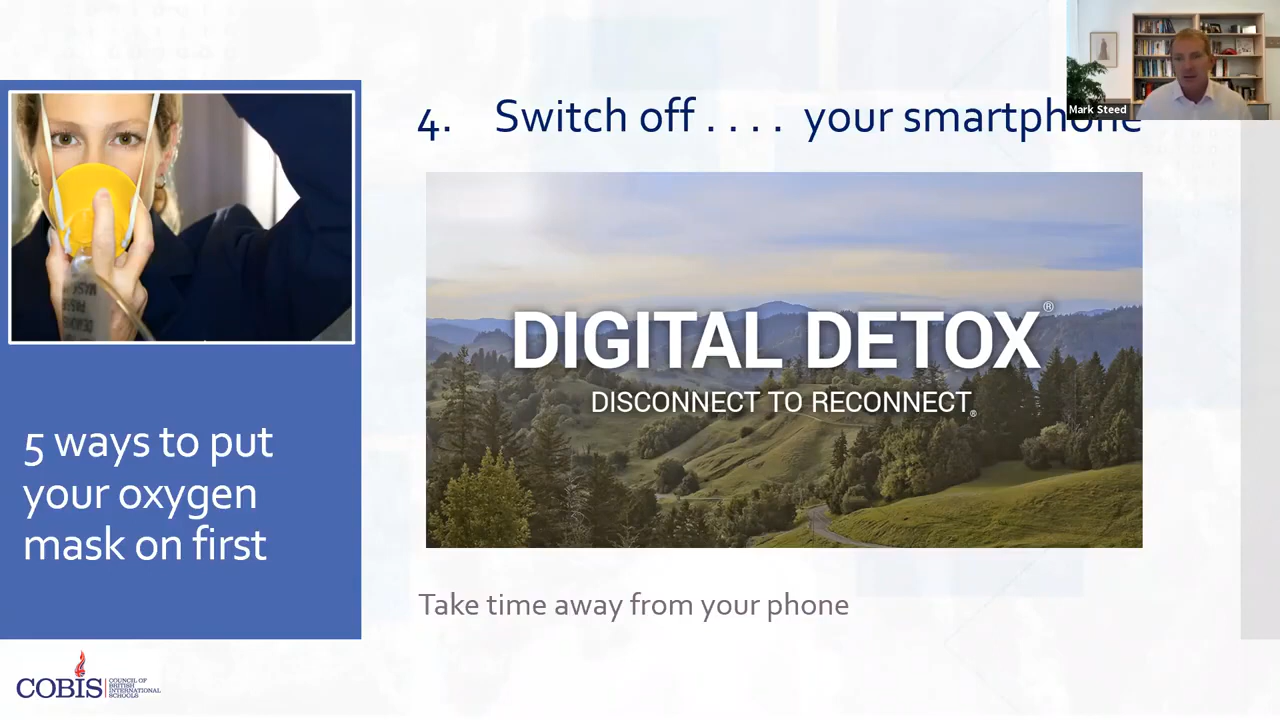 Mark Steed
4. Switch off . . . . your smartphone
DIGITAL DETOX®
DISCONNECT TO RECONNECT®
5 ways to put
your oxygen
mask on first
Take time away from your phone
COBIS
COUNCIL OF
BRITISH
INTERNATIONAL
SCHOOLS